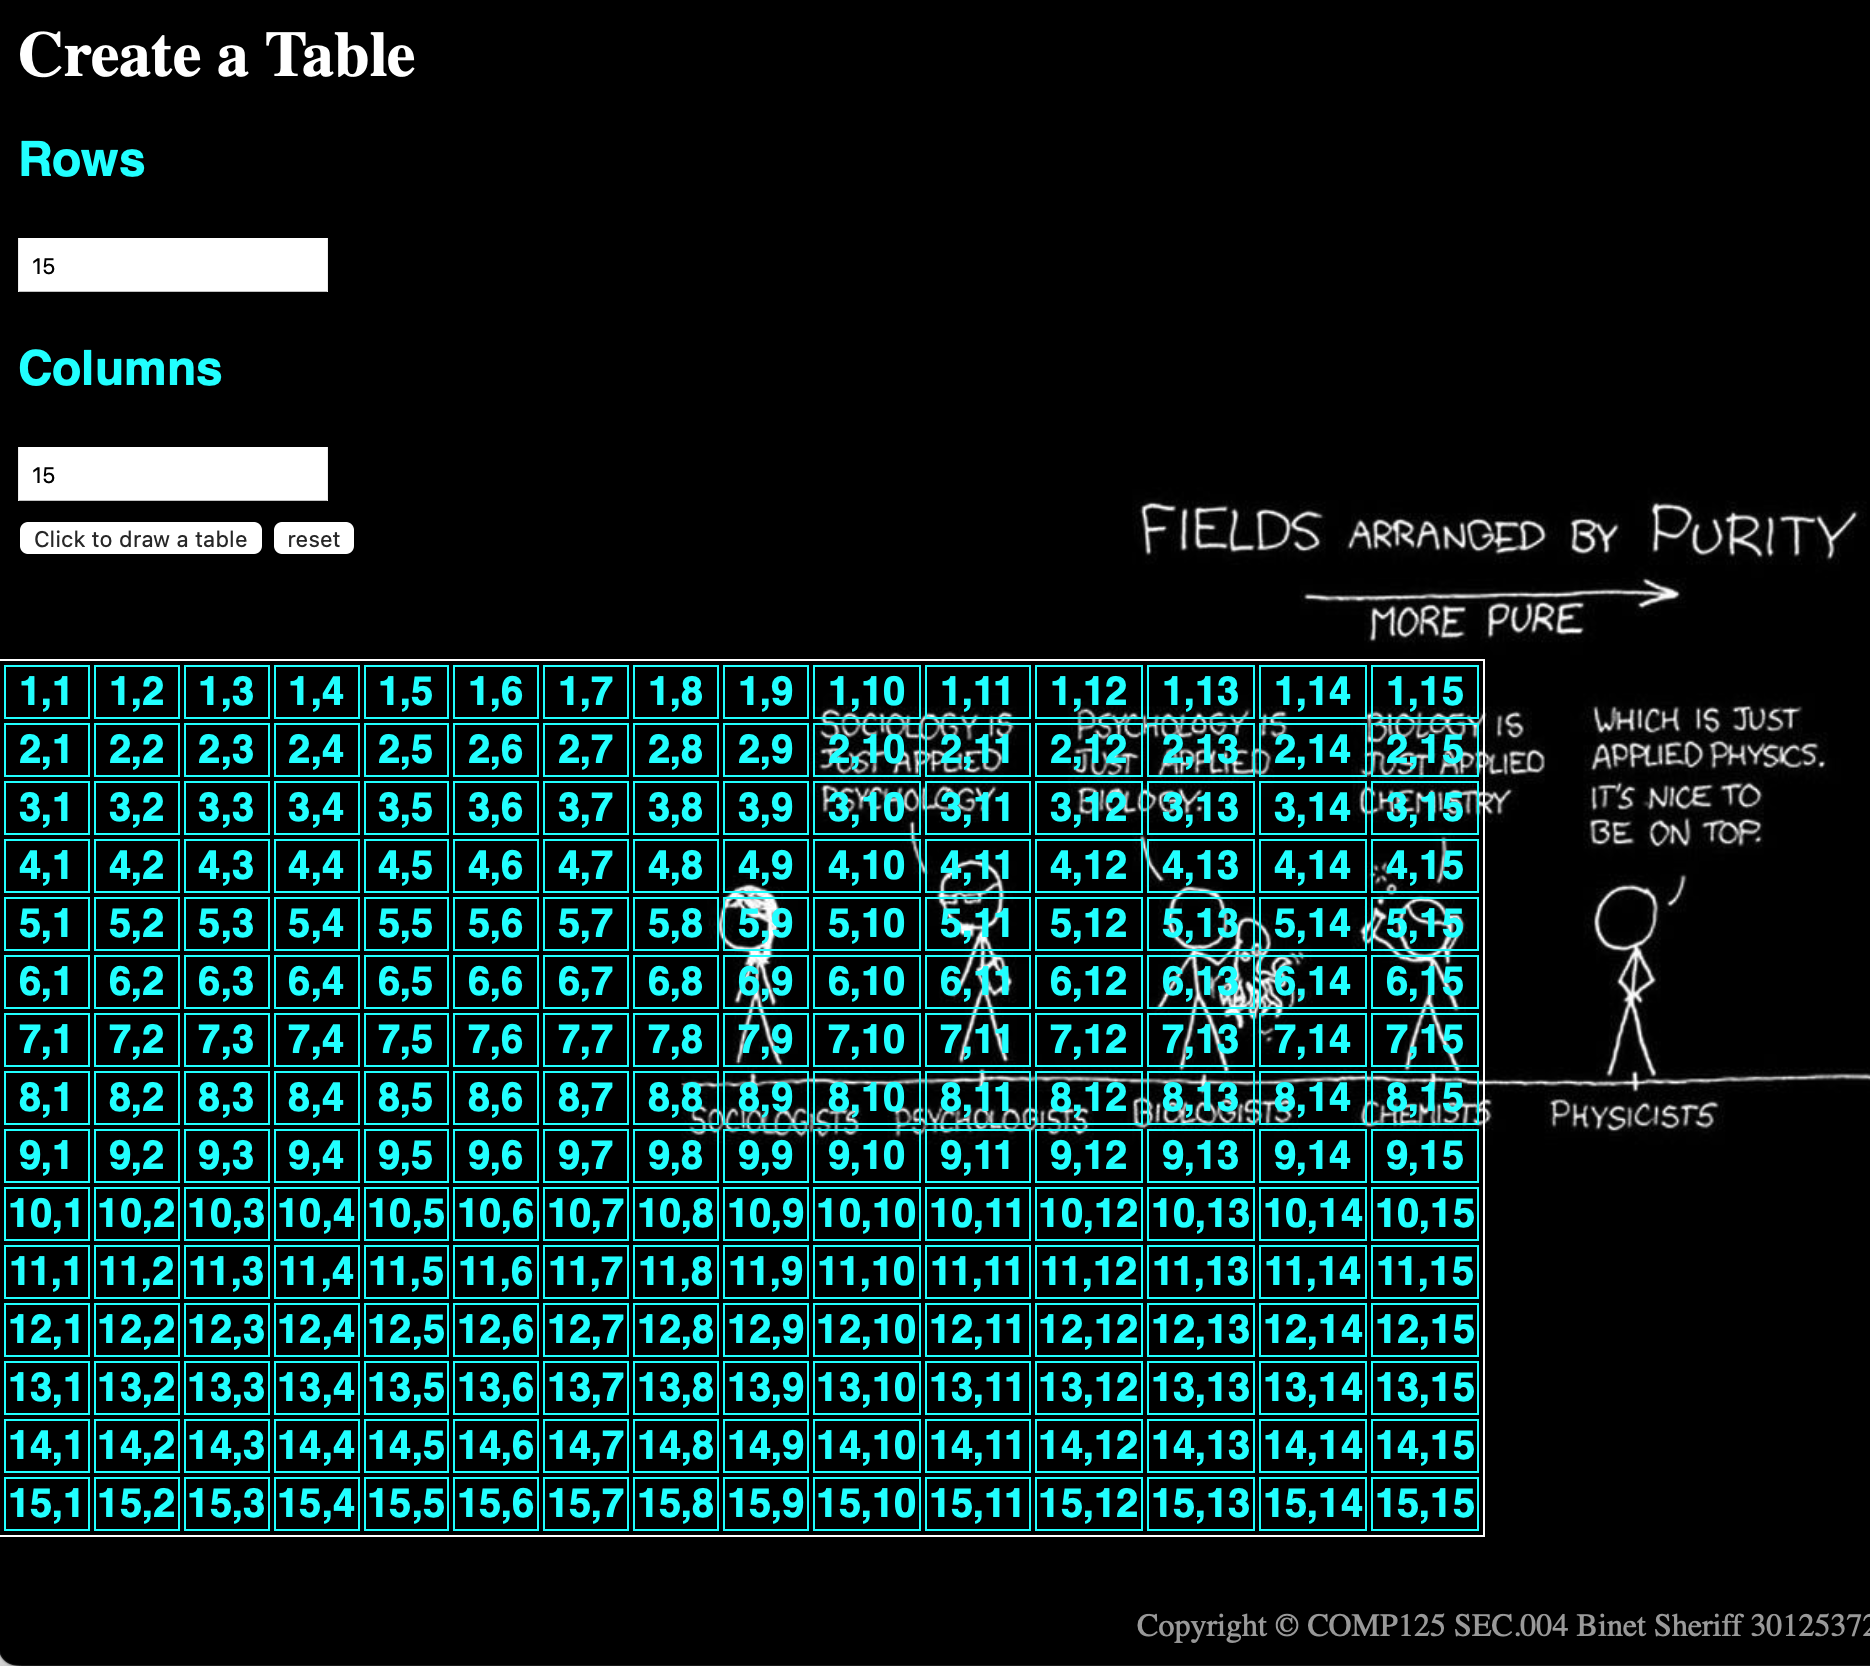 Create a Table
Rows
15
Columns
15
Click to draw a table reset
FIELDS ARRANGED BY PURITY
MORE PURE
1,1 1,2 1,3 1,4 1,5 1,6 1,7 1,8 1,9 1,10 1,11 1,12 1,13 1,14 1,15
SOCIOLOGY IS PSYCHOLOGY IS BIOLOGY IS WHICH IS JUST
2,1 2,2 2,3 2,4 2,5 2,6 2,7 2,8 2,9 2,10 2,11 2,12 2,13 2,14 2,15
JUST APPLIED JUST APPLIED JUST APPLIED APPLIED PHYSICS.
PSYCHOLOGY BIOLOGY. CHEMISTRY IT'S NICE TO
3,1 3,2 3,3 3,4 3,5 3,6 3,7 3,8 3,9 3,10 3,11 3,12 3,13 3,14 3,15
BE ON TOP.
4,1 4,2 4,3 4,4 4,5 4,6 4,7 4,8 4,9 4,10 4,11 4,12 4,13 4,14 4,15
5,1 5,2 5,3 5,4 5,5 5,6 5,7 5,8 5,9 5,10 5,11 5,12 5,13 5,14 5,15
6,1 6,2 6,3 6,4 6,5 6,6 6,7 6,8 6,9 6,10 6,11 6,12 6,13 6,14 6,15
7,1 7,2 7,3 7,4 7,5 7,6 7,7 7,8 7,9 7,10 7,11 7,12 7,13 7,14 7,15
8,1 8,2 8,3 8,4 8,5 8,6 8,7 8,8 8,9 8,10 8,11 8,12 8,13 8,14 8,15
SOCIOLOGISTS PSYCHOLOGISTS BIOLOGISTS CHEMISTS PHYSICISTS
9,1 9,2 9,3 9,4 9,5 9,6 9,7 9,8 9,9 9,10 9,11 9,12 9,13 9,14 9,15
10,1 10,2 10,3 10,4 10,5 10,6 10,7 10,8 10,9 10,10 10,11 10,12 10,13 10,14 10,15
11,1 11,2 11,3 11,4 11,5 11,6 11,7 11,8 11,9 11,10 11,11 11,12 11,13 11,14 11,15
12,1 12,2 12,3 12,4 12,5 12,6 12,7 12,8 12,9 12,10 12,11 12,12 12,13 12,14 12,15
13,1 13,2 13,3 13,4 13,5 13,6 13,7 13,8 13,9 13,10 13,11 13,12 13,13 13,14 13,15
14,1 14,2 14,3 14,4 14,5 14,6 14,7 14,8 14,9 14,10 14,11 14,12 14,13 14,14 14,15
15,1 15,2 15,3 15,4 15,5 15,6 15,7 15,8 15,9 15,10 15,11 15,12 15,13 15,14 15,15
Copyright © COMP125 SEC.004 Binet Sheriff 30125372